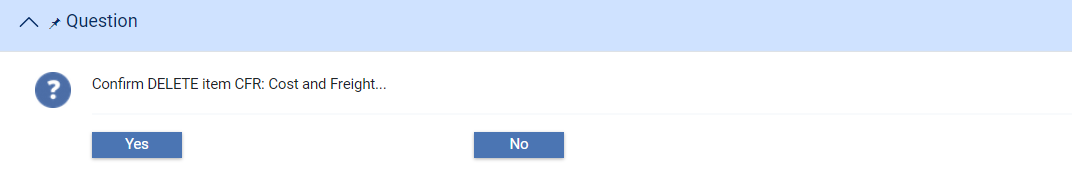 Question
?
Confirm DELETE item CFR: Cost and Freight...
Yes
No